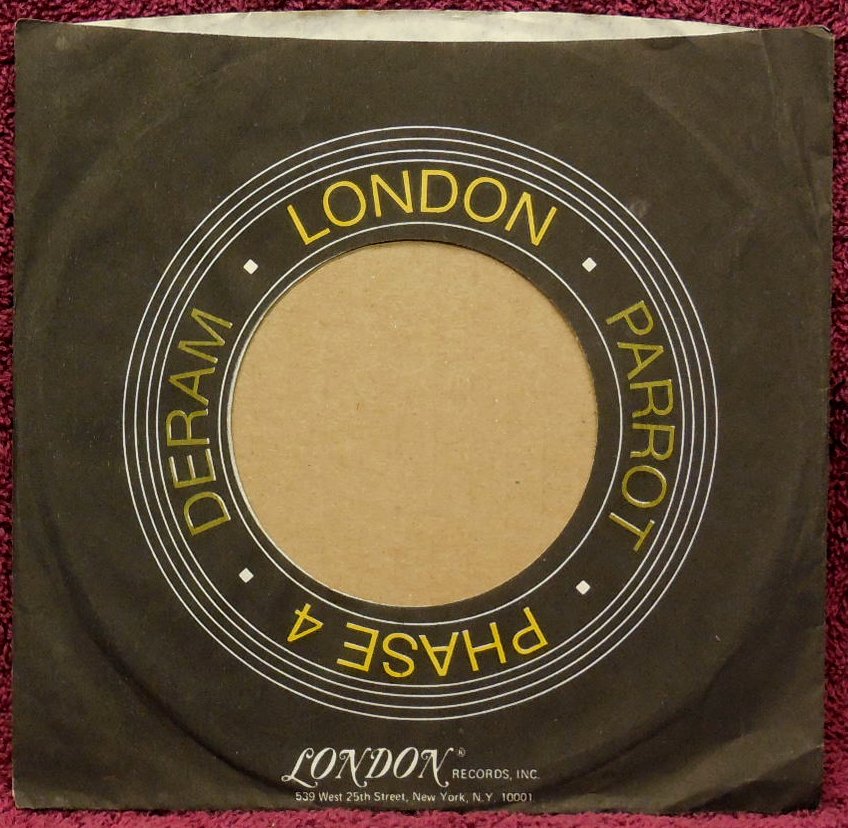 LONDON
PARROT
PHASE 4
DERAM
LONDON® RECORDS, INC.
539 West 25th Street, New York, N.Y. 10001